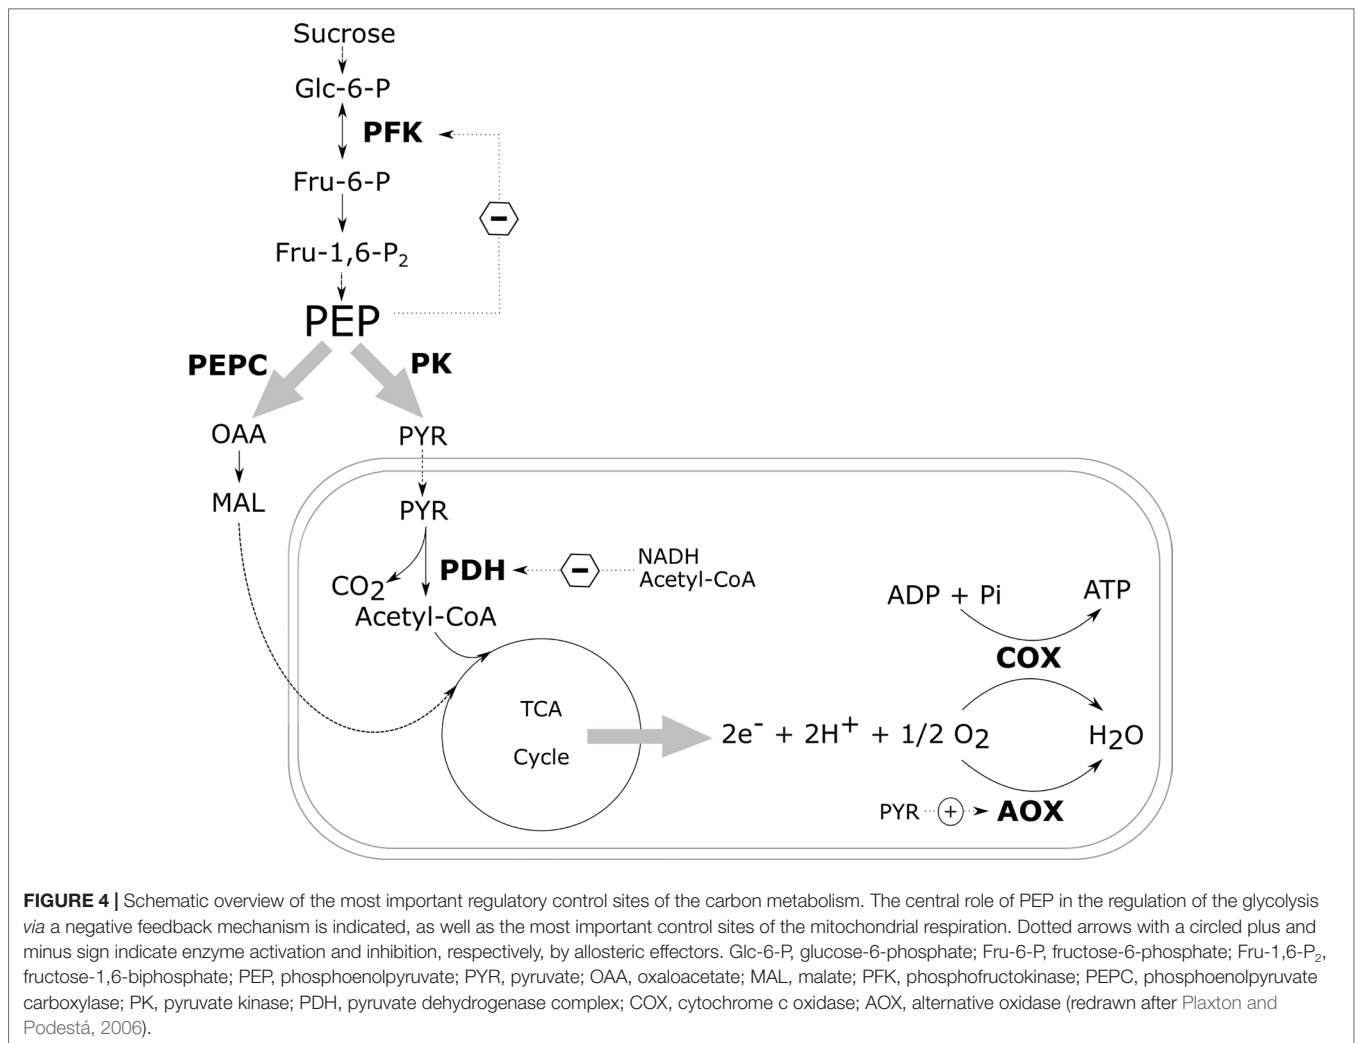 Sucrose
Glc-6-P
PFK
Fru-6-P
−
Fru-1,6-P₂
PEP
PEPC
PK
OAA
PYR
MAL
PYR
PDH
−
NADH
Acetyl-CoA
CO₂
Acetyl-CoA
ADP + Pi
ATP
COX
TCA
Cycle
2e⁻ + 2H⁺ + 1/2 O₂
H₂O
PYR
+
AOX
FIGURE 4 | Schematic overview of the most important regulatory control sites of the carbon metabolism. The central role of PEP in the regulation of the glycolysis
via a negative feedback mechanism is indicated, as well as the most important control sites of the mitochondrial respiration. Dotted arrows with a circled plus and
minus sign indicate enzyme activation and inhibition, respectively, by allosteric effectors. Glc-6-P, glucose-6-phosphate; Fru-6-P, fructose-6-phosphate; Fru-1,6-P₂,
fructose-1,6-biphosphate; PEP, phosphoenolpyruvate; PYR, pyruvate; OAA, oxaloacetate; MAL, malate; PFK, phosphofructokinase; PEPC, phosphoenolpyruvate
carboxylase; PK, pyruvate kinase; PDH, pyruvate dehydrogenase complex; COX, cytochrome c oxidase; AOX, alternative oxidase (redrawn after Plaxton and
Podestá, 2006).